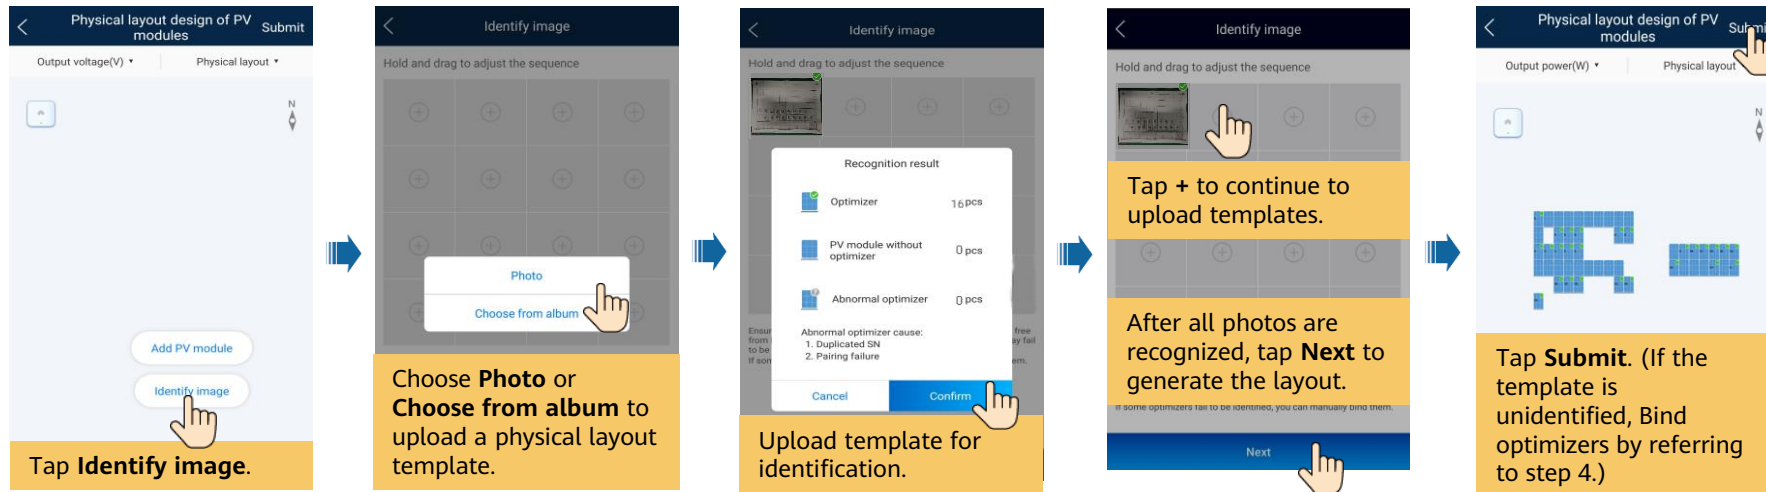 Physical layout design of PV
modules
Submit
Output voltage(V)
Physical layout
N
Add PV module
Identify image
Tap Identify image.
Identify image
Hold and drag to adjust the sequence
Photo
Choose from album
Choose Photo or
Choose from album to
upload a physical layout
template.
Identify image
Hold and drag to adjust the sequence
Recognition result
Optimizer 16pcs
PV module without
optimizer
0 pcs
Abnormal optimizer 0 pcs
Abnormal optimizer cause:
1. Duplicated SN
2. Pairing failure
Cancel
Confirm
Upload template for
identification.
Identify image
Hold and drag to adjust the sequence
Tap + to continue to
upload templates.
After all photos are
recognized, tap Next to
generate the layout.
If some optimizers fail to be identified, you can manually bind them.
Next
Physical layout design of PV
modules
Output power(W)
Physical layout
N
Tap Submit. (If the
template is
unidentified, Bind
optimizers by referring
to step 4.)